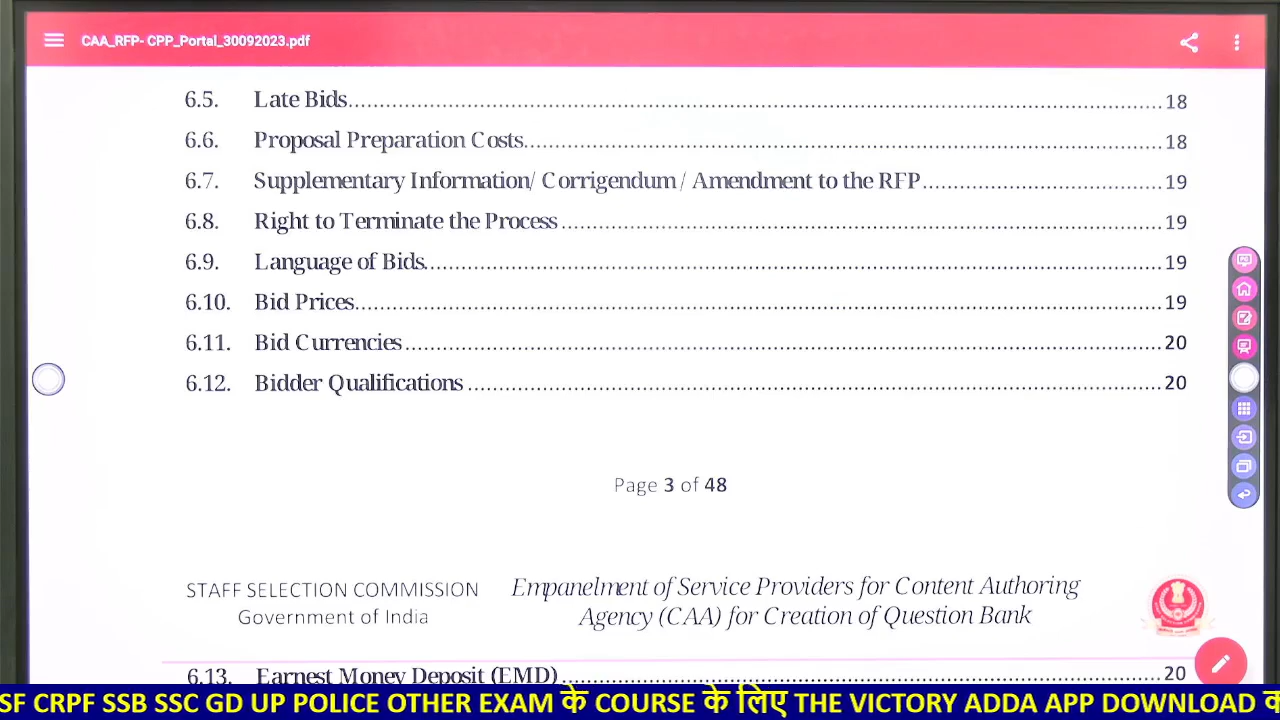 CAA_RFP- CPP_Portal_30092023.pdf
6.5. Late Bids 18
6.6. Proposal Preparation Costs 18
6.7. Supplementary Information/ Corrigendum / Amendment to the RFP 19
6.8. Right to Terminate the Process 19
6.9. Language of Bids 19
6.10. Bid Prices 19
6.11. Bid Currencies 20
6.12. Bidder Qualifications 20
Page 3 of 48
STAFF SELECTION COMMISSION
Government of India
Empanelment of Service Providers for Content Authoring
Agency (CAA) for Creation of Question Bank
6.13. Earnest Money Deposit (EMD) 20
SF CRPF SSB SSC GD UP POLICE OTHER EXAM के COURSE के लिए THE VICTORY ADDA APP DOWNLOAD क